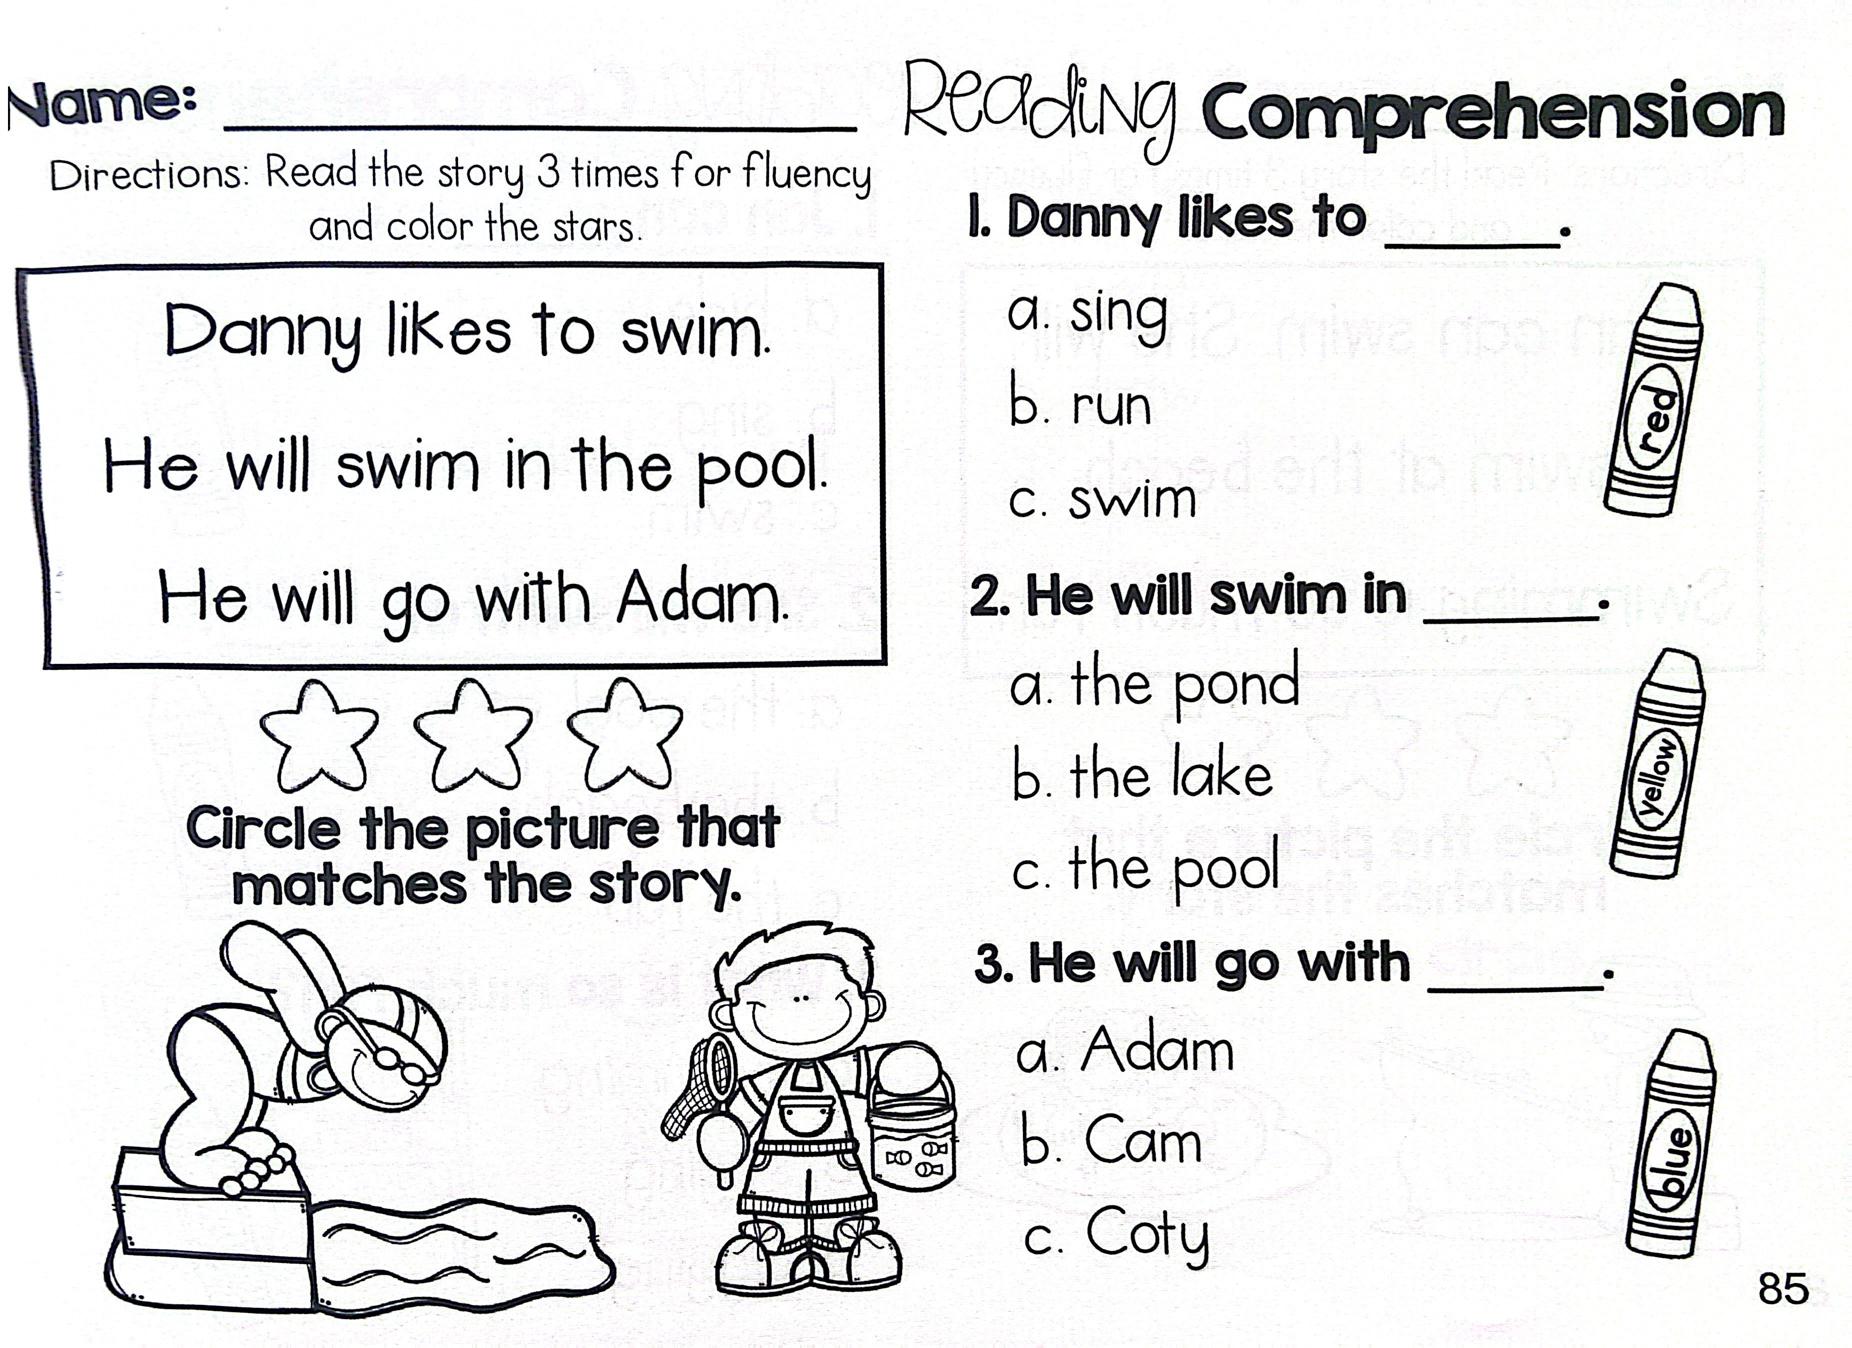 Name:
Directions: Read the story 3 times for fluency
and color the stars.
Danny likes to swim.
He will swim in the pool.
He will go with Adam.
Circle the picture that
matches the story.
Reading Comprehension
1. Danny likes to ______.
a. sing
b. run
c. swim
red
2. He will swim in ______.
a. the pond
b. the lake
c. the pool
yellow
3. He will go with ______.
a. Adam
b. Cam
c. Coty
blue
85